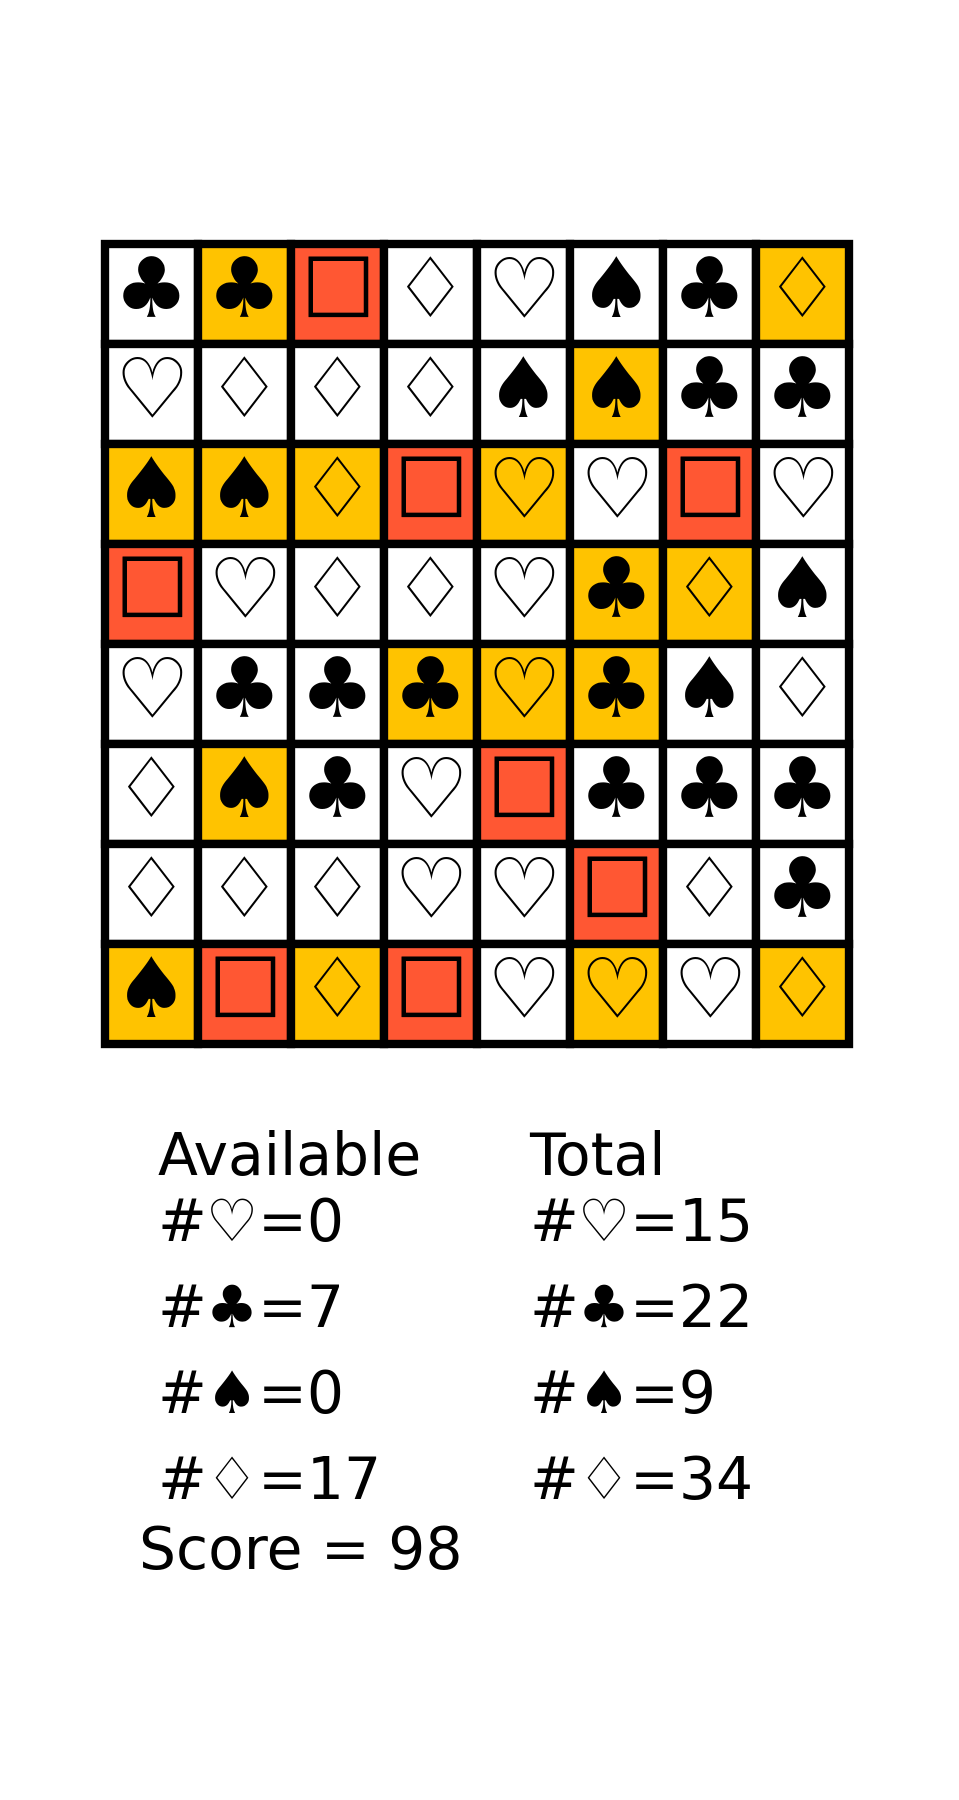 ♣ ♣ □ ♢ ♡ ♠ ♣ ♢
♡ ♢ ♢ ♢ ♠ ♠ ♣ ♣
♠ ♠ ♢ □ ♡ ♡ □ ♡
□ ♡ ♢ ♢ ♡ ♣ ♢ ♠
♡ ♣ ♣ ♣ ♡ ♣ ♠ ♢
♢ ♠ ♣ ♡ □ ♣ ♣ ♣
♢ ♢ ♢ ♡ ♡ □ ♢ ♣
♠ □ ♢ □ ♡ ♡ ♡ ♢
Available Total
#♡=0 #♡=15
#♣=7 #♣=22
#♠=0 #♠=9
#♢=17 #♢=34
Score = 98